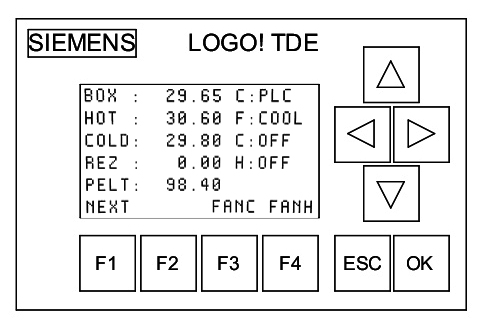 SIEMENS LOGO! TDE
BOX : 29.65 C:PLC
HOT : 30.60 F:COOL
COLD: 29.80 C:OFF
REZ : 0.00 H:OFF
PELT: 98.40
NEXT FANC FANH
F1 F2 F3 F4 ESC OK